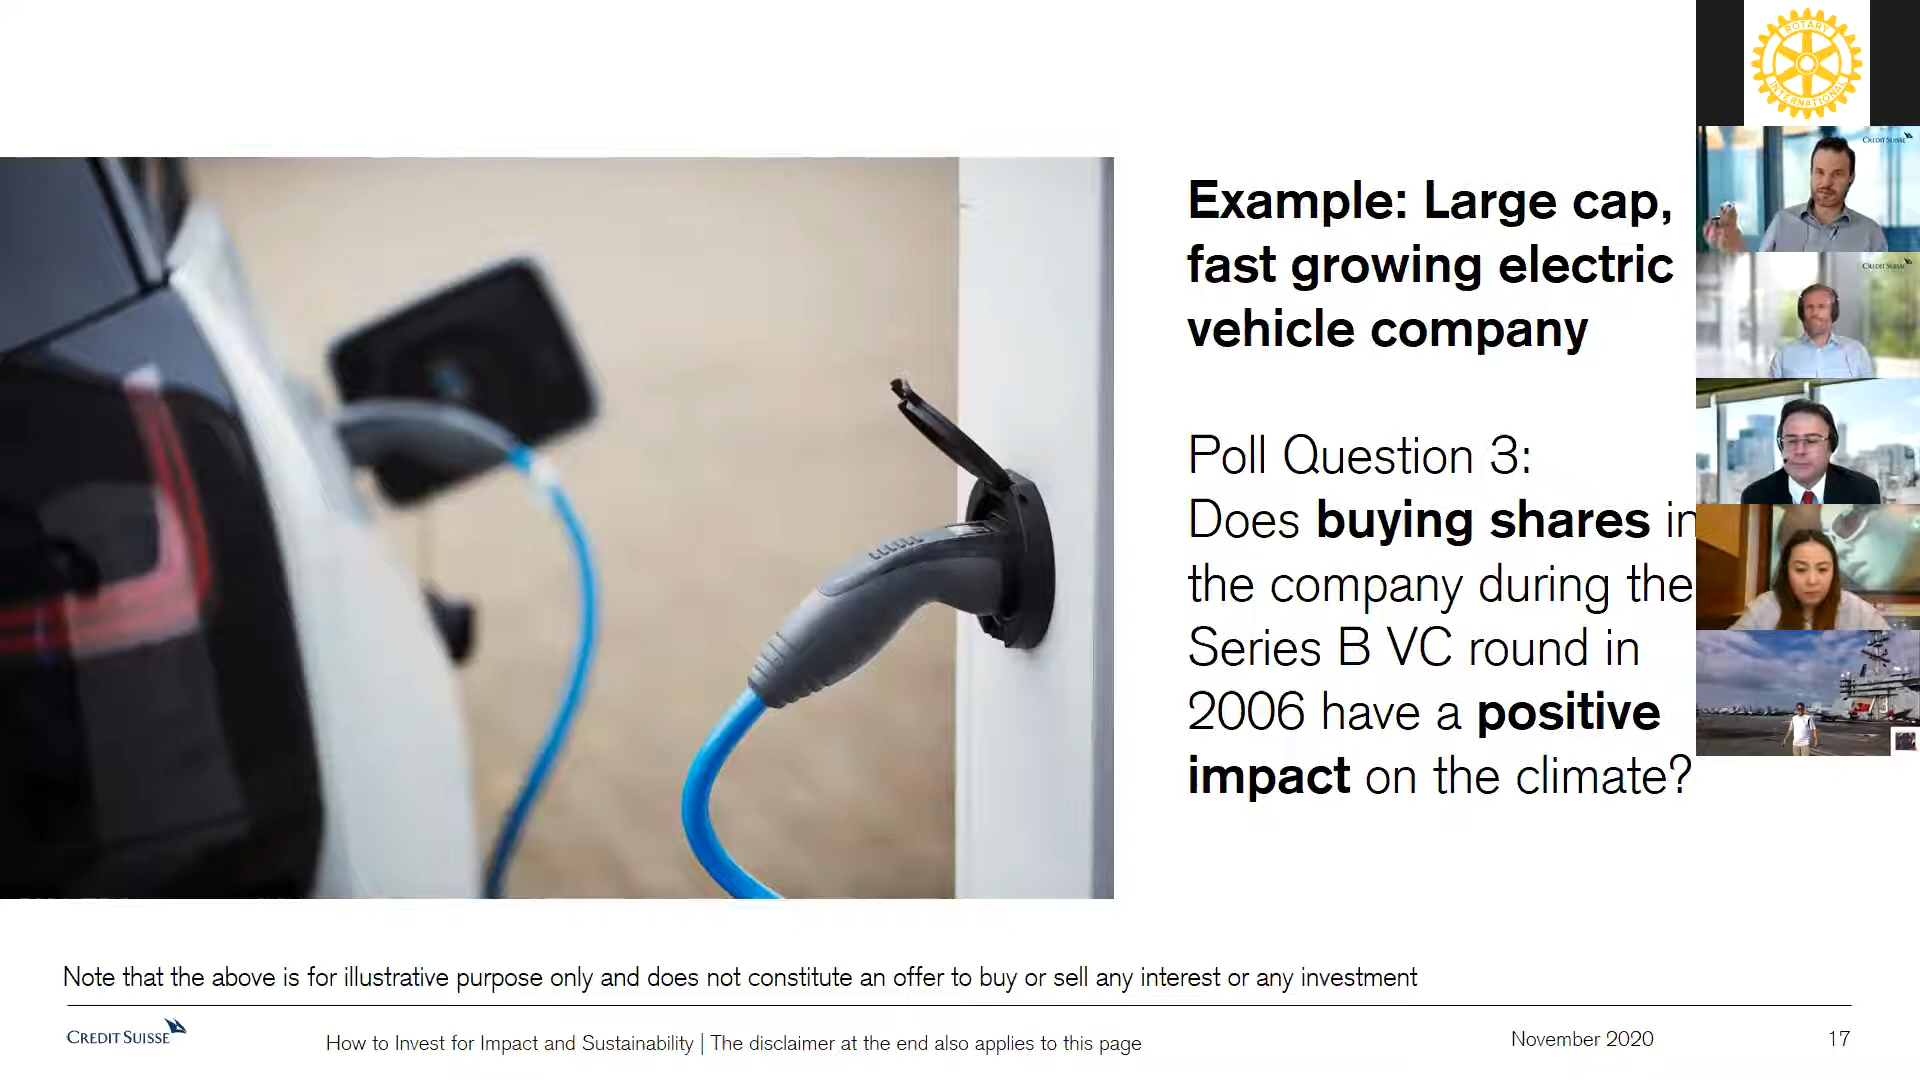 ROTARY
INTERNATIONAL
CREDIT SUISSE
CREDIT SUISSE
Example: Large cap,
fast growing electric
vehicle company
Poll Question 3:
Does buying shares in
the company during the
Series B VC round in
2006 have a positive
impact on the climate?
Note that the above is for illustrative purpose only and does not constitute an offer to buy or sell any interest or any investment
CREDIT SUISSE
How to Invest for Impact and Sustainability | The disclaimer at the end also applies to this page
November 2020
17